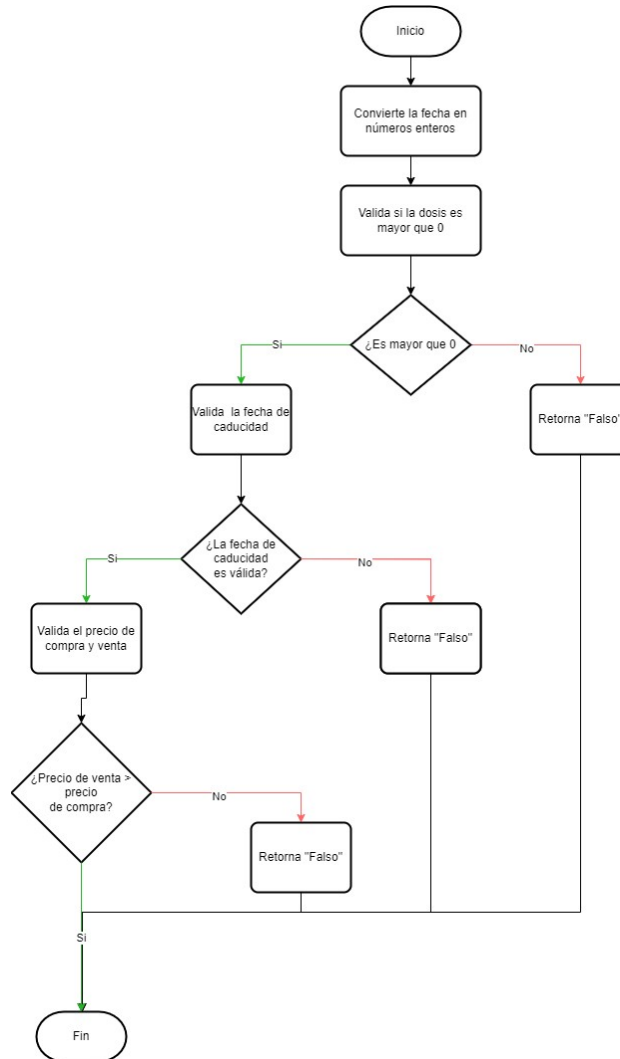 Inicio
Convierte la fecha en
números enteros
Valida si la dosis es
mayor que 0
¿Es mayor que 0
Si
No
Valida la fecha de
caducidad
Retorna "Falso"
¿La fecha de
caducidad
es válida?
Si
No
Valida el precio de
compra y venta
Retorna "Falso"
¿Precio de venta >
precio
de compra?
No
Retorna "Falso"
Si
Fin